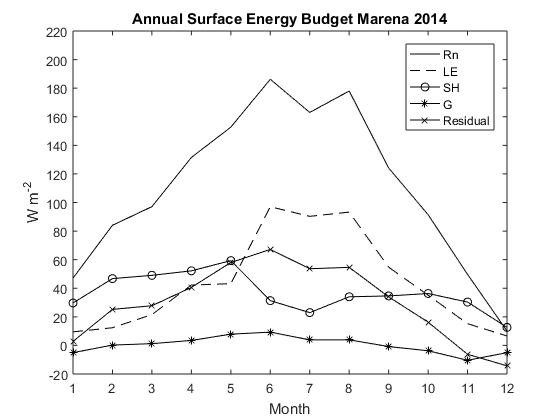 Annual Surface Energy Budget Marena 2014
220
200
180
160
140
120
100
80
60
40
20
0
-20
W m-2
Rn
LE
SH
G
Residual
1 2 3 4 5 6 7 8 9 10 11 12
Month